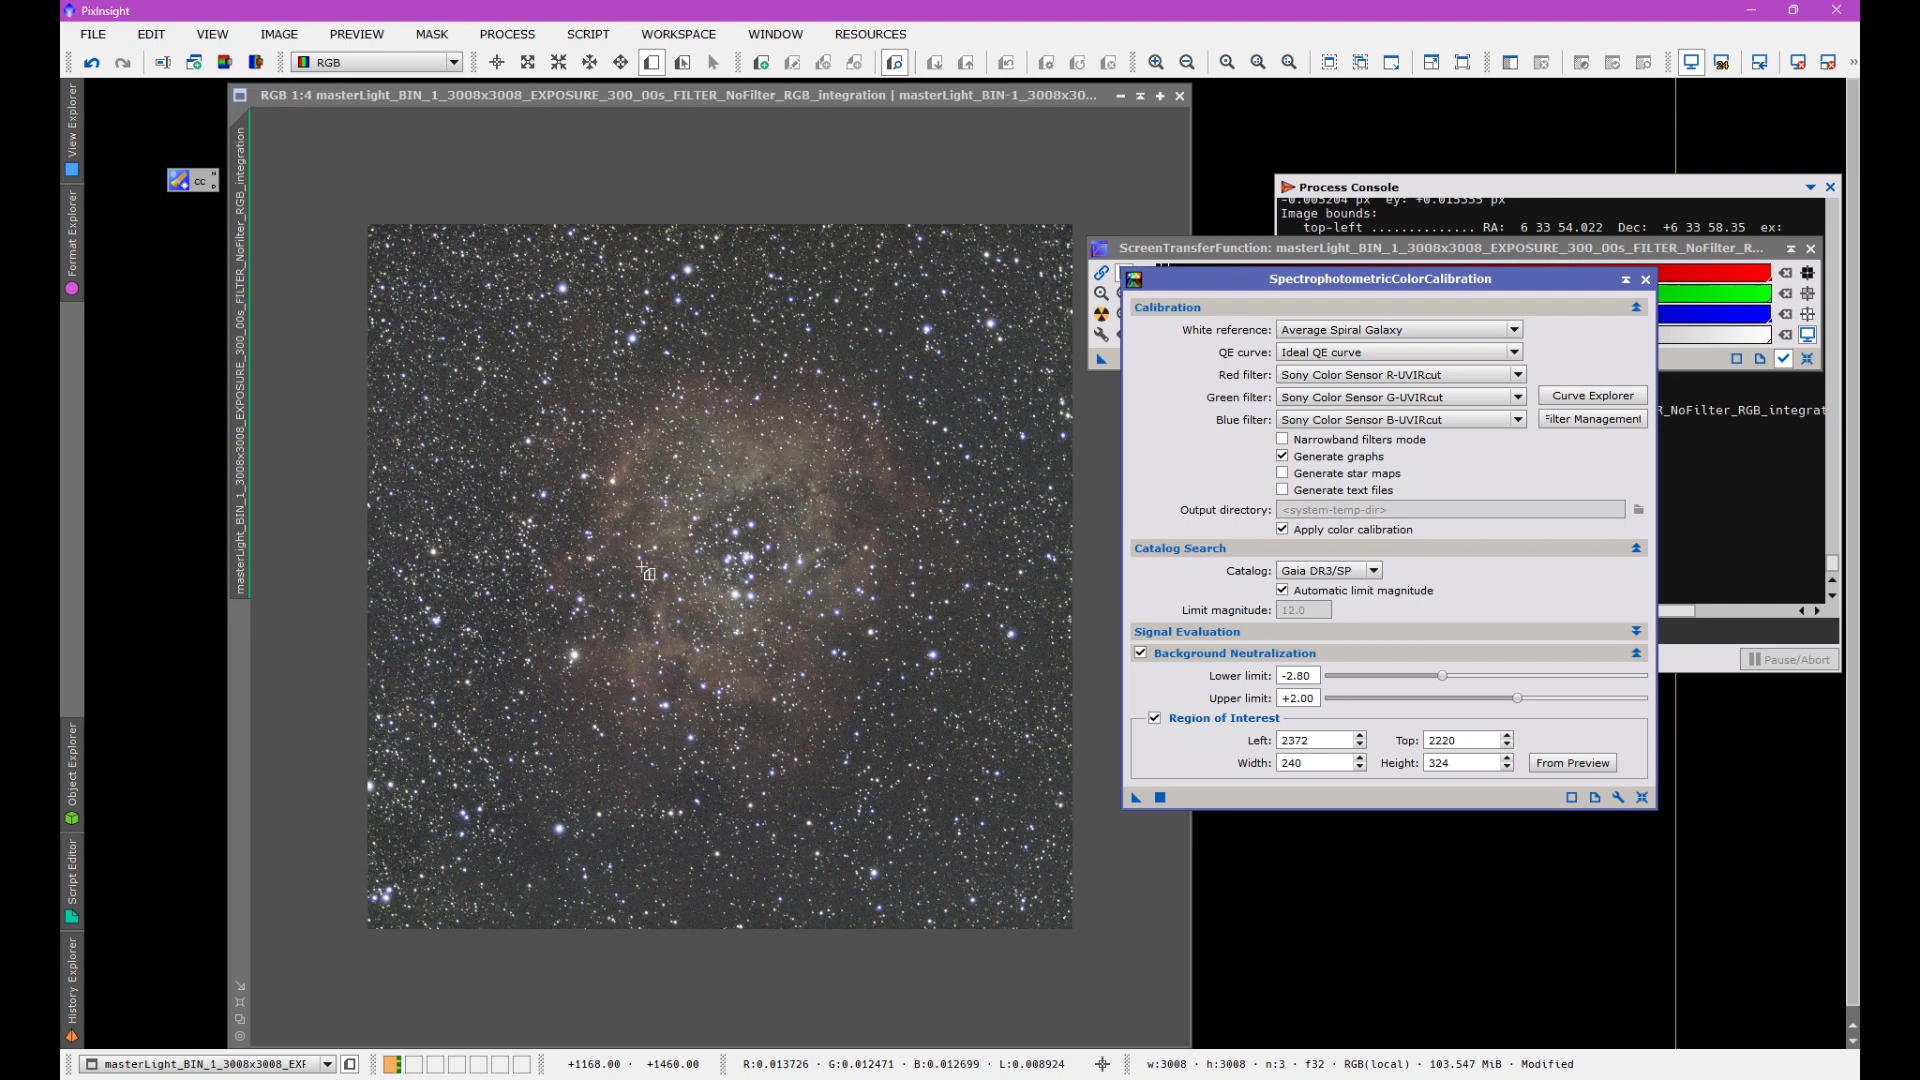 PixInsight
FILE EDIT VIEW IMAGE PREVIEW MASK PROCESS SCRIPT WORKSPACE WINDOW RESOURCES
RGB
View Explorer
Format Explorer
Object Explorer
Script Editor
History Explorer
cc
RGB 1:4 masterLight_BIN_1_3008x3008_EXPOSURE_300_00s_FILTER_NoFilter_RGB_integration | masterLight_BIN-1_3008x30...
masterLight_BIN_1_3008x3008_EXPOSURE_300_00s_FILTER_NoFilter_RGB_integration
Process Console
-0.005204 px ey: +0.015355 px
Image bounds:
top-left .............. RA: 6 33 54.022 Dec: +6 33 58.35 ex:
ScreenTransferFunction: masterLight_BIN_1_3008x3008_EXPOSURE_300_00s_FILTER_NoFilter_R...
R_NoFilter_RGB_integrat
Pause/Abort
SpectrophotometricColorCalibration
Calibration
White reference: Average Spiral Galaxy
QE curve: Ideal QE curve
Red filter: Sony Color Sensor R-UVIRcut
Green filter: Sony Color Sensor G-UVIRcut Curve Explorer
Blue filter: Sony Color Sensor B-UVIRcut Filter Management
Narrowband filters mode
Generate graphs
Generate star maps
Generate text files
Output directory: <system-temp-dir>
Apply color calibration
Catalog Search
Catalog: Gaia DR3/SP
Automatic limit magnitude
Limit magnitude: 12.0
Signal Evaluation
Background Neutralization
Lower limit: -2.80
Upper limit: +2.00
Region of Interest
Left: 2372 Top: 2220
Width: 240 Height: 324 From Preview
masterLight_BIN_1_3008x3008_EXF +1168.00 · +1460.00 R:0.013726 · G:0.012471 · B:0.012699 · L:0.008924 w:3008 · h:3008 · n:3 · f32 · RGB(local) · 103.547 MiB · Modified